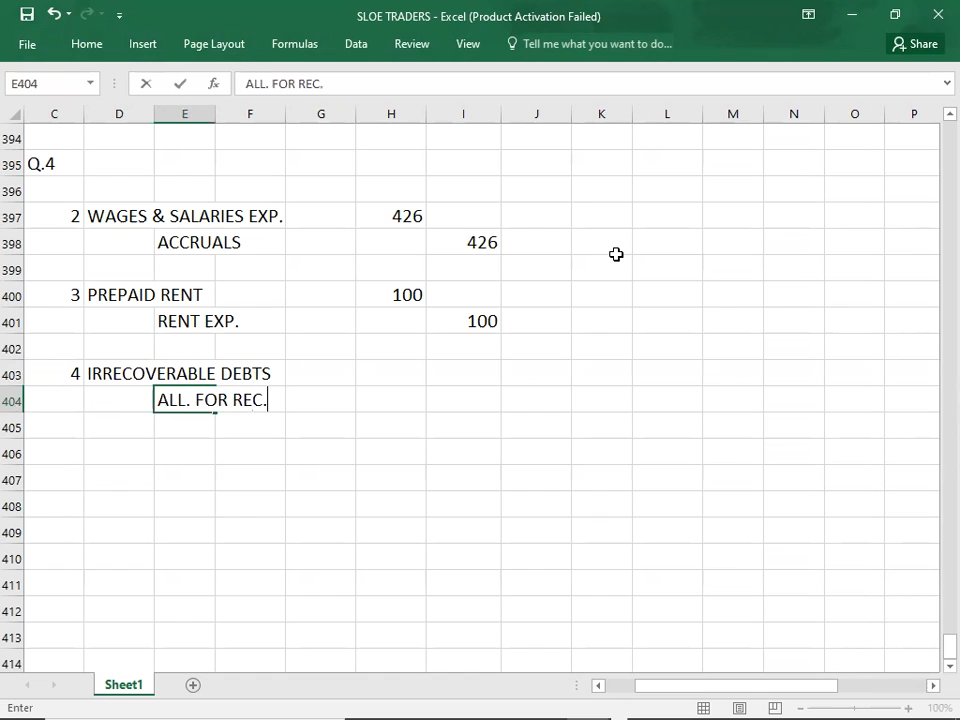 SLOE TRADERS - Excel (Product Activation Failed)
File Home Insert Page Layout Formulas Data Review View Tell me what you want to do... Share
E404 fx ALL. FOR REC.
C D E F G H I J K L M N O P
394
395 Q.4
396
397 2 WAGES & SALARIES EXP. 426
398 ACCRUALS 426
399
400 3 PREPAID RENT 100
401 RENT EXP. 100
402
403 4 IRRECOVERABLE DEBTS
404 ALL. FOR REC.
405
406
407
408
409
410
411
412
413
414
Sheet1
Enter 100%